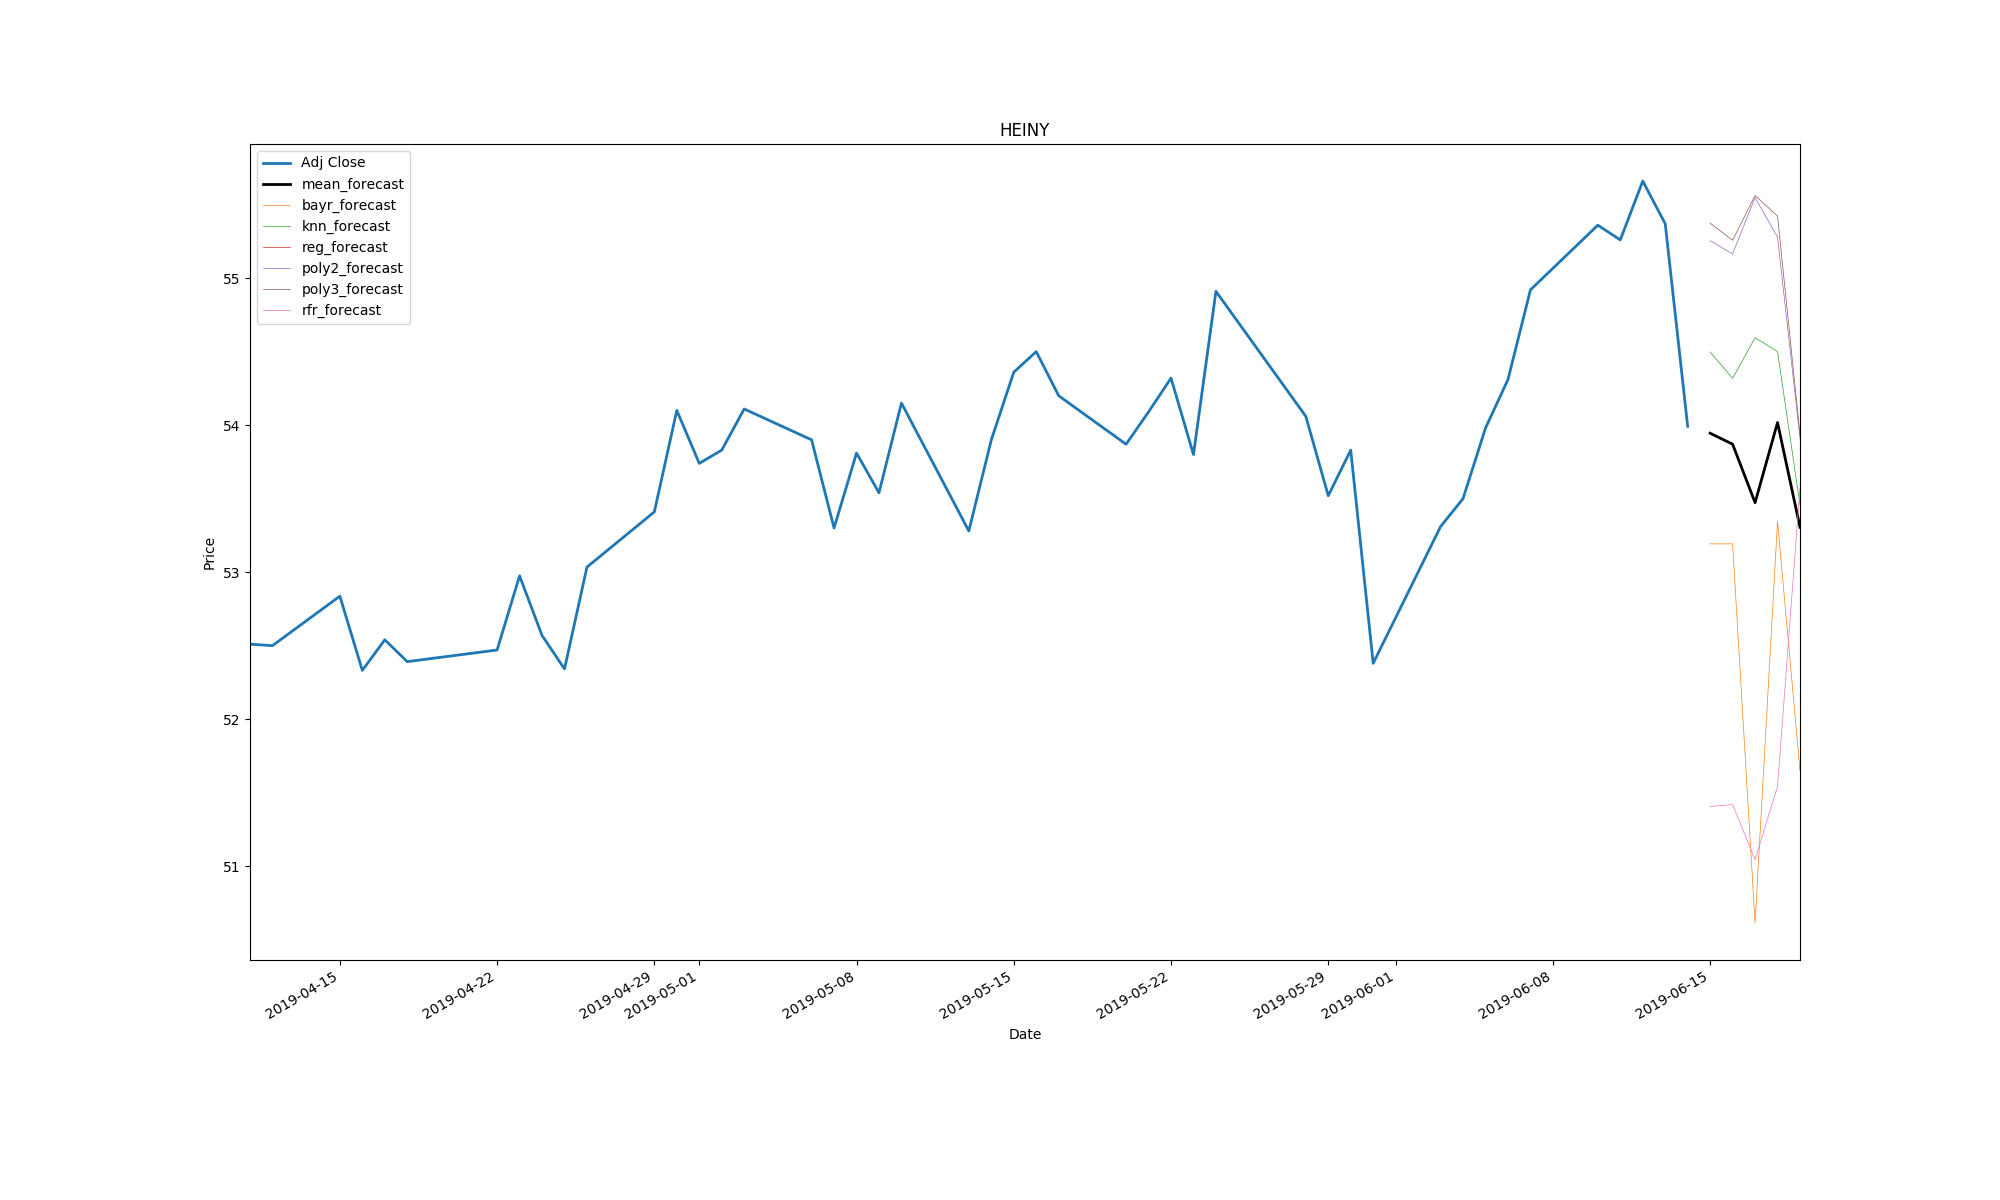 HEINY
Adj Close
mean_forecast
bayr_forecast
knn_forecast
reg_forecast
poly2_forecast
poly3_forecast
rfr_forecast
Price
55
54
53
52
51
2019-04-15
2019-04-22
2019-04-29
2019-05-01
2019-05-08
2019-05-15
2019-05-22
2019-05-29
2019-06-01
2019-06-08
2019-06-15
Date